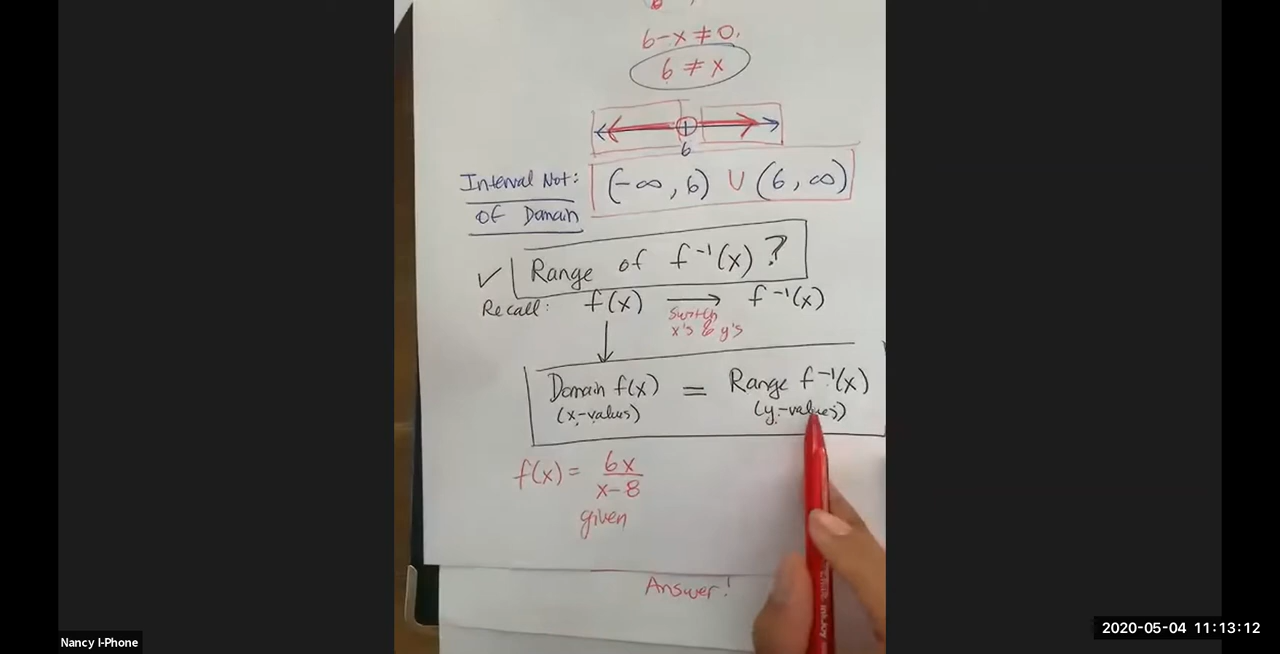 6-x ≠ 0.
6 ≠ x
6
Interval Not: (-∞, 6) ∪ (6, ∞)
of Domain
✓ Range of f⁻¹(x)?
Recall: f(x) → f⁻¹(x)
Switch
x's & y's
Domain f(x) = Range f⁻¹(x)
(x-values) (y-values)
f(x) = 6x
x-8
given
Answer!
Nancy I-Phone
2020-05-04 11:13:12